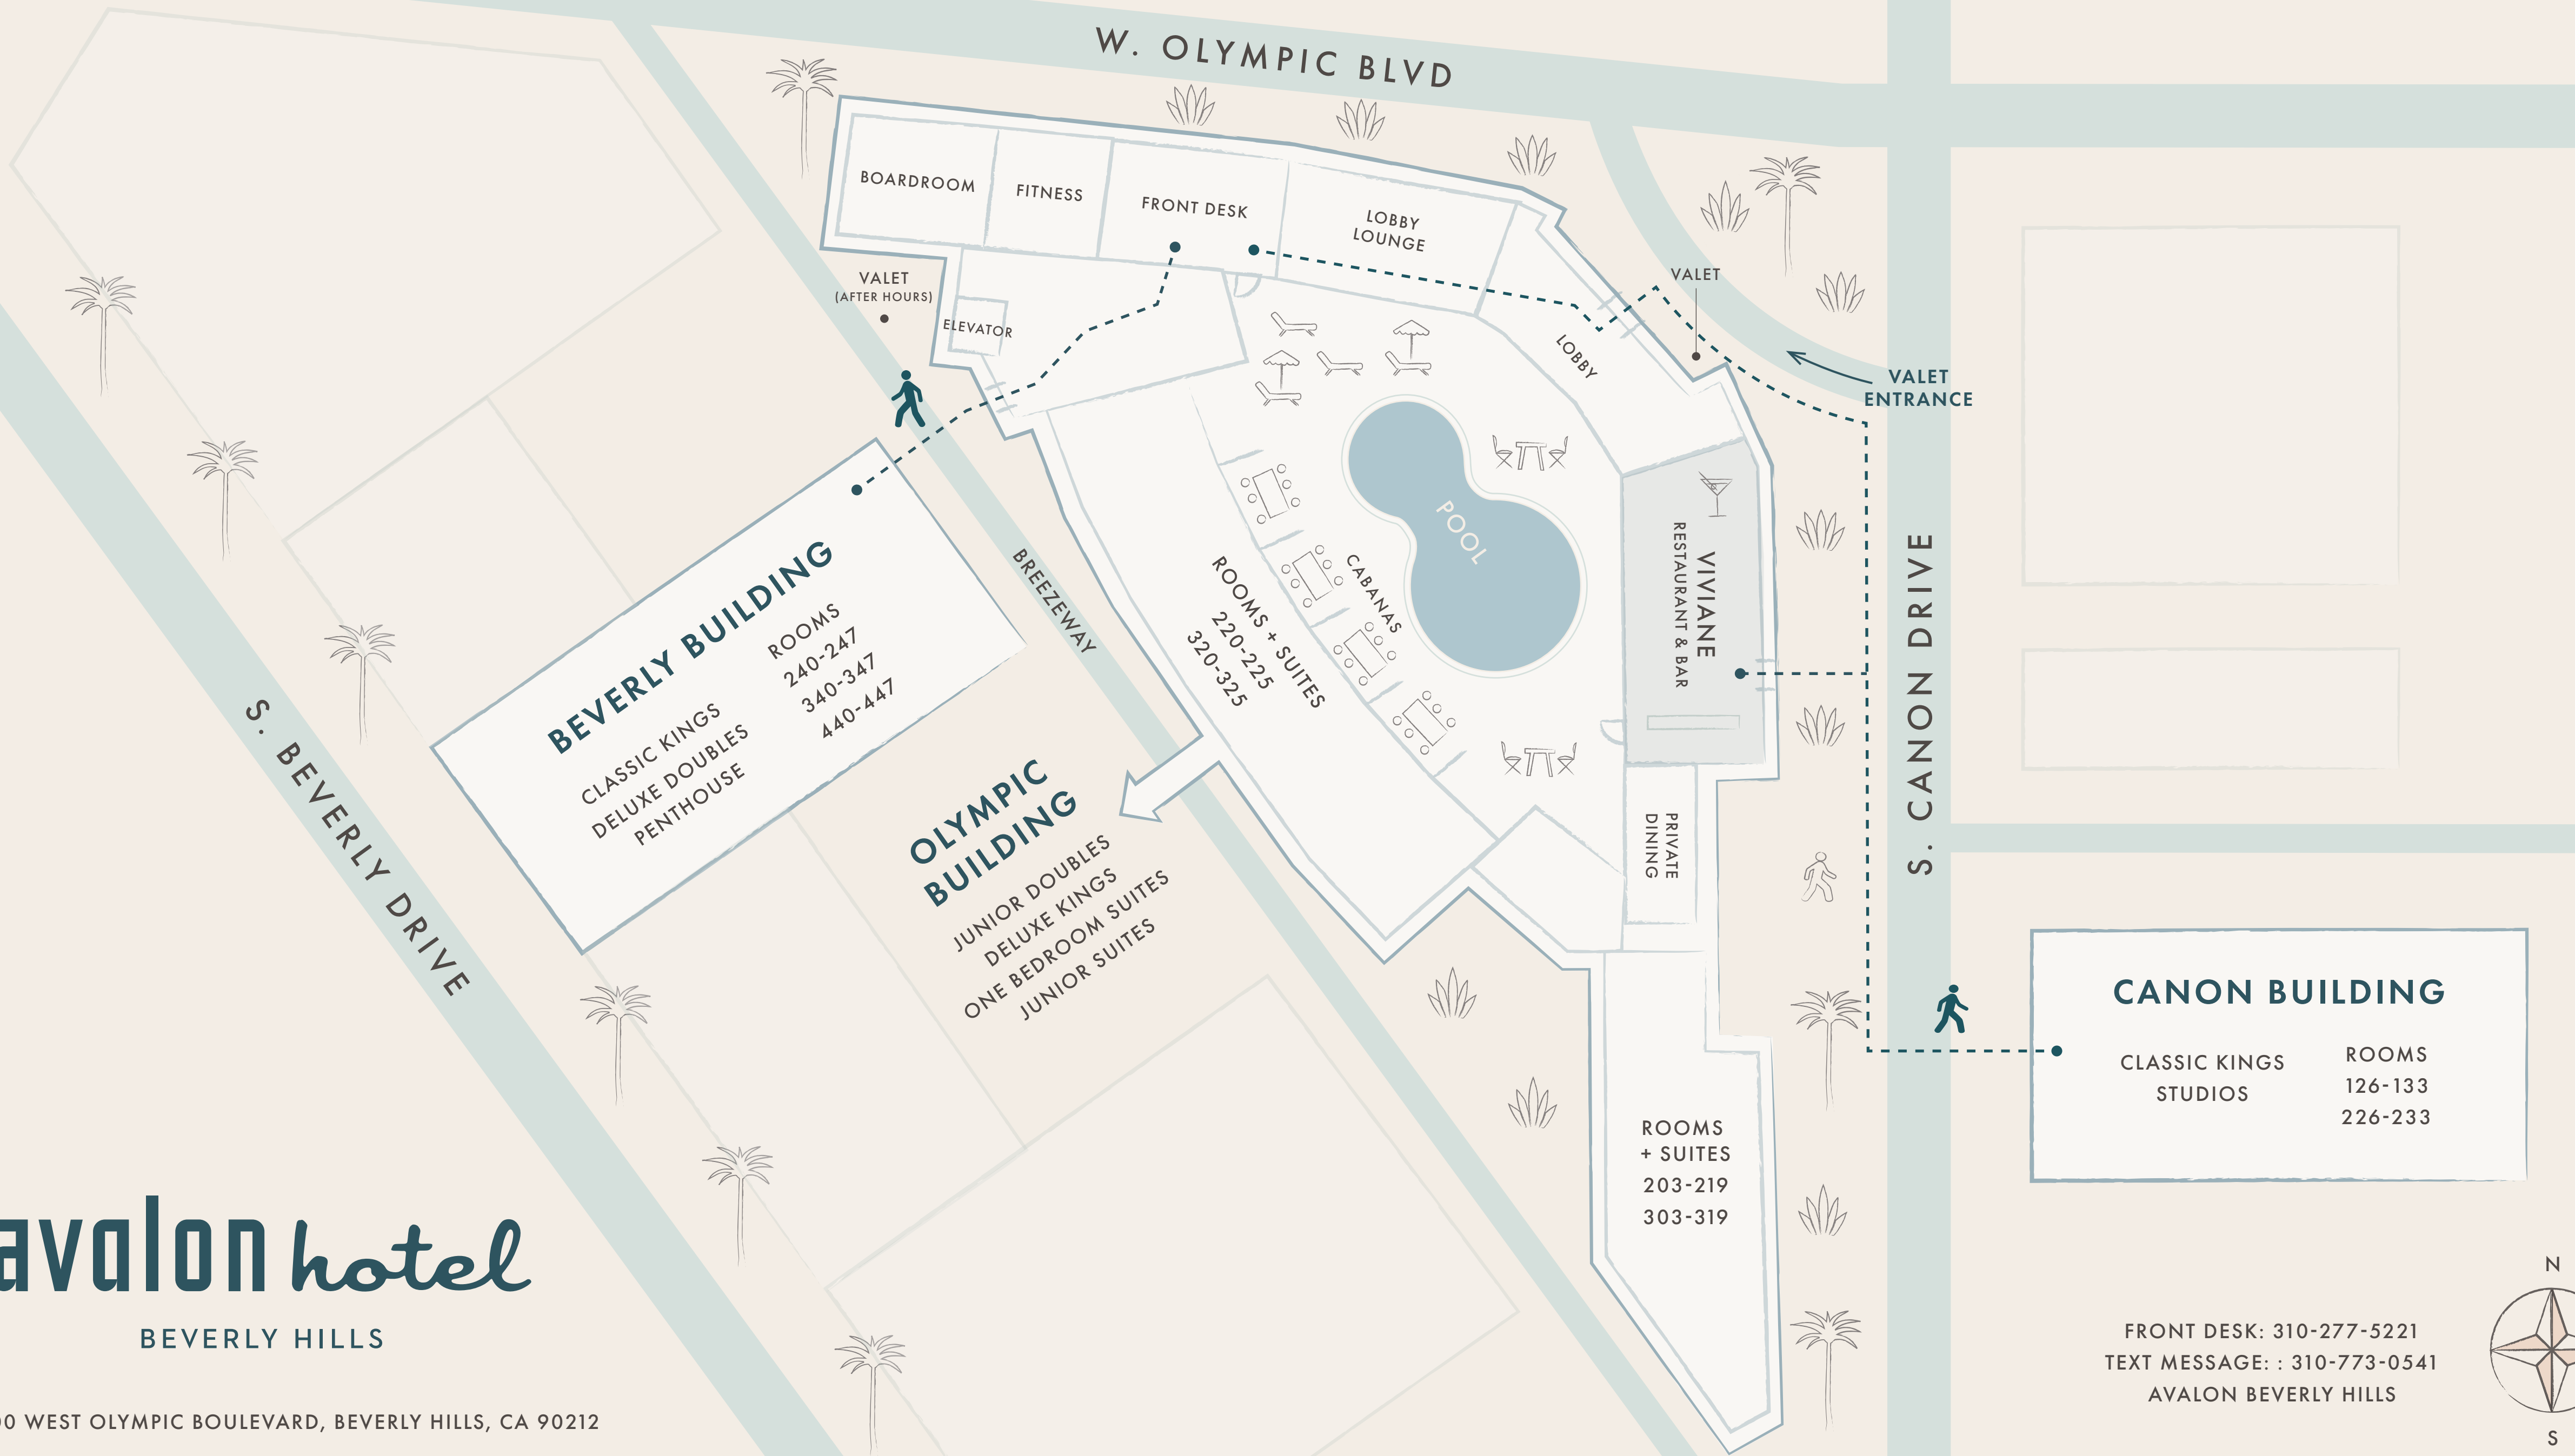 W. OLYMPIC BLVD
BOARDROOM
FITNESS
FRONT DESK
LOBBY
LOUNGE
VALET
(AFTER HOURS)
ELEVATOR
LOBBY
VALET
VALET
ENTRANCE
POOL
CABANAS
VIVIANE
RESTAURANT & BAR
PRIVATE
DINING
ROOMS + SUITES
220-225
320-325
BREEZEWAY
S. CANON DRIVE
BEVERLY BUILDING
CLASSIC KINGS
DELUXE DOUBLES
PENTHOUSE
ROOMS
240-247
340-347
440-447
S. BEVERLY DRIVE
OLYMPIC
BUILDING
JUNIOR DOUBLES
DELUXE KINGS
ONE BEDROOM SUITES
JUNIOR SUITES
CANON BUILDING
CLASSIC KINGS
STUDIOS
ROOMS
126-133
226-233
ROOMS
+ SUITES
203-219
303-319
avalon hotel
BEVERLY HILLS
WEST OLYMPIC BOULEVARD, BEVERLY HILLS, CA 90212
FRONT DESK: 310-277-5221
TEXT MESSAGE: : 310-773-0541
AVALON BEVERLY HILLS
N
S